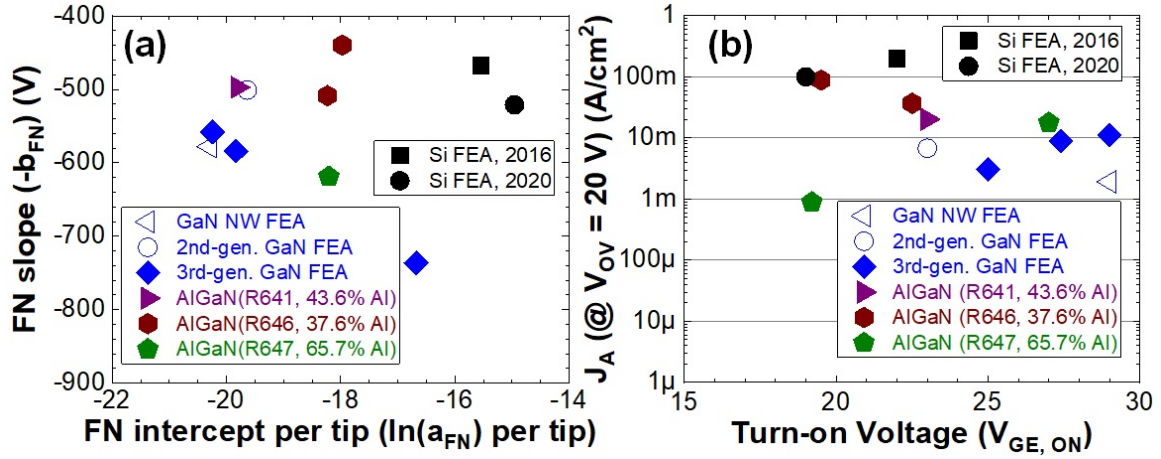 (a)
-400
-500
-600
-700
-800
-900
FN slope (-b_FN) (V)
Si FEA, 2016
Si FEA, 2020
GaN NW FEA
2nd-gen. GaN FEA
3rd-gen. GaN FEA
AlGaN(R641, 43.6% Al)
AlGaN(R646, 37.6% Al)
AlGaN(R647, 65.7% Al)
-22 -20 -18 -16 -14
FN intercept per tip (ln(a_FN) per tip)
(b)
1
100m
10m
1m
100µ
10µ
1µ
J_A (@ V_OV = 20 V) (A/cm²)
Si FEA, 2016
Si FEA, 2020
GaN NW FEA
2nd-gen. GaN FEA
3rd-gen. GaN FEA
AlGaN (R641, 43.6% Al)
AlGaN (R646, 37.6% Al)
AlGaN (R647, 65.7% Al)
15 20 25 30
Turn-on Voltage (V_GE, ON)